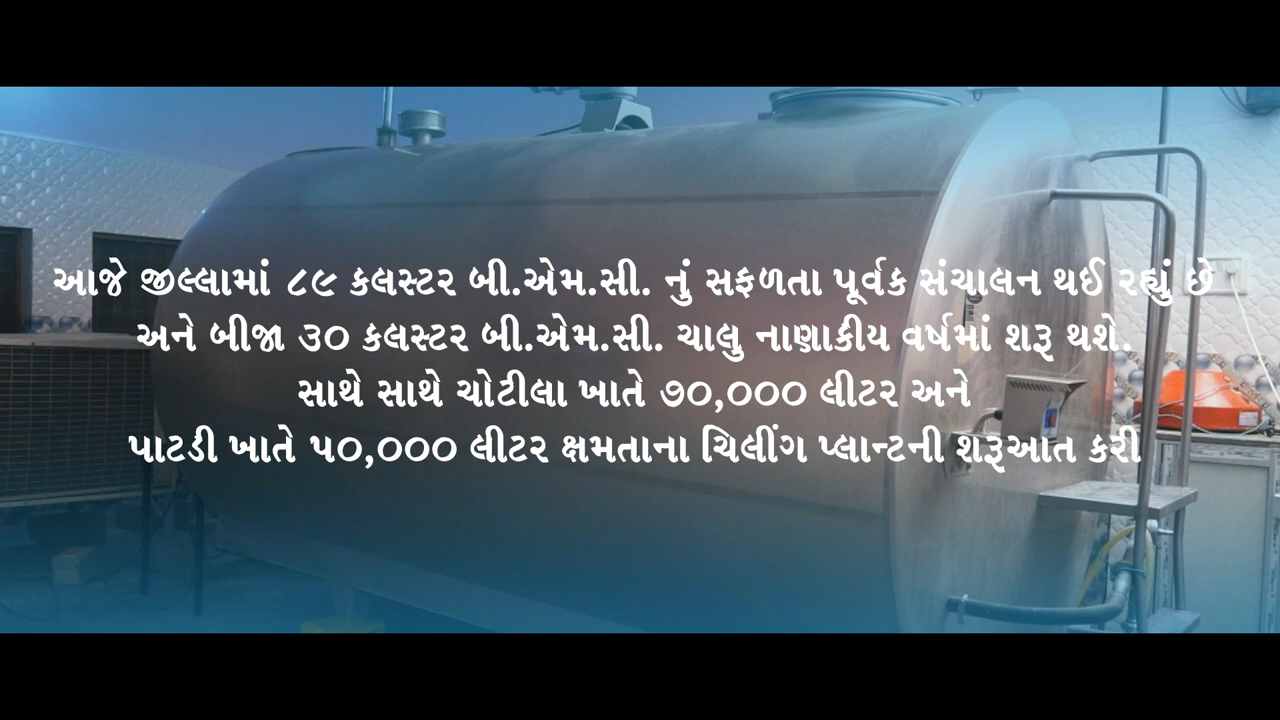 આજે જીલ્લામાં ૮૯ કલસ્ટર બી.એમ.સી. નું સફળતા પૂર્વક સંચાલન થઈ રહ્યું છે
અને બીજા ૩૦ કલસ્ટર બી.એમ.સી. ચાલુ નાણાકીય વર્ષમાં શરૂ થશે.
સાથે સાથે ચોટીલા ખાતે ૭૦,૦૦૦ લીટર અને
પાટડી ખાતે ૫૦,૦૦૦ લીટર ક્ષમતાના ચિલીંગ પ્લાન્ટની શરૂઆત કરી